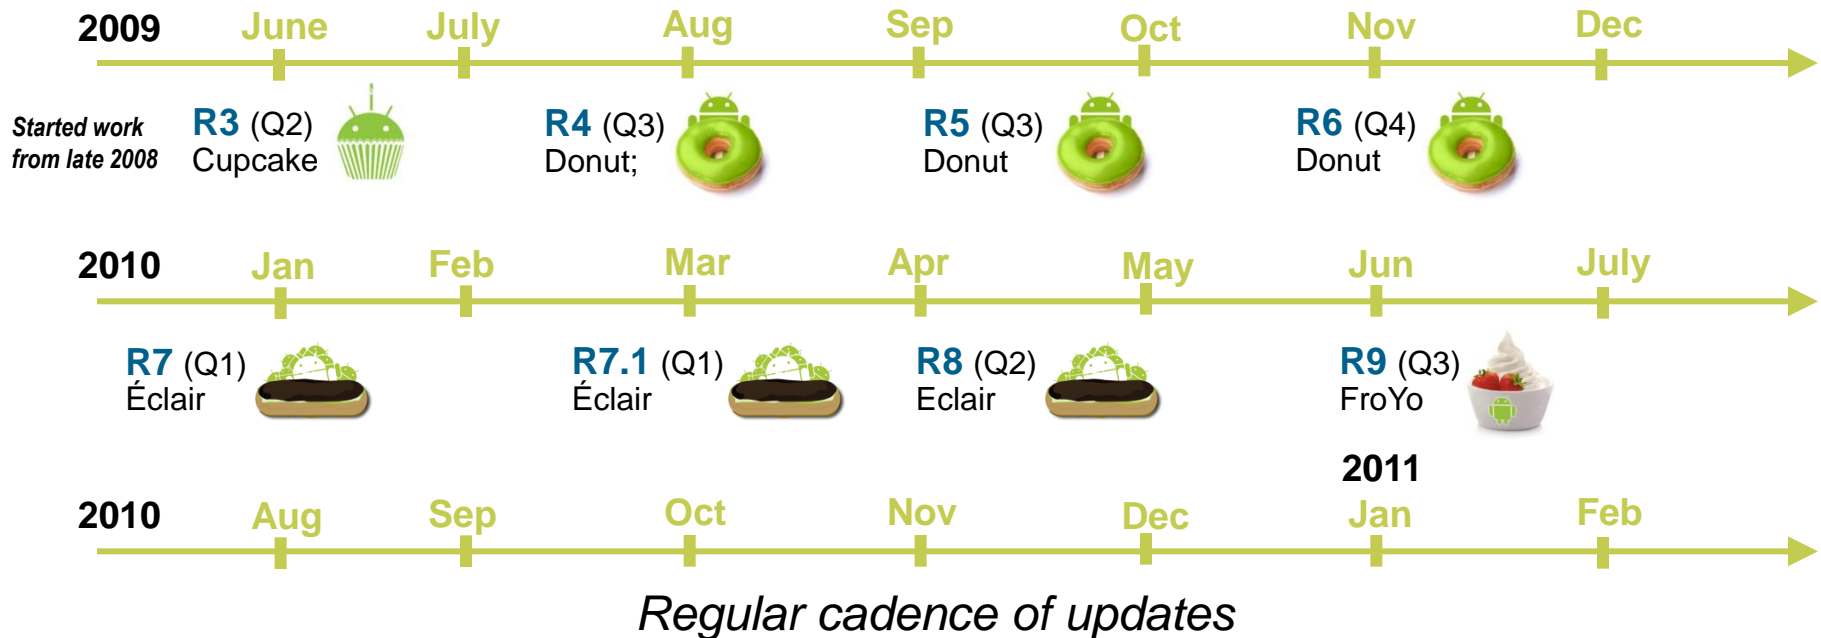 2009 June July Aug Sep Oct Nov Dec
Started work
from late 2008
R3 (Q2)
Cupcake
R4 (Q3)
Donut;
R5 (Q3)
Donut
R6 (Q4)
Donut
2010 Jan Feb Mar Apr May Jun July
R7 (Q1)
Éclair
R7.1 (Q1)
Éclair
R8 (Q2)
Eclair
R9 (Q3)
FroYo
2011
2010 Aug Sep Oct Nov Dec Jan Feb
Regular cadence of updates